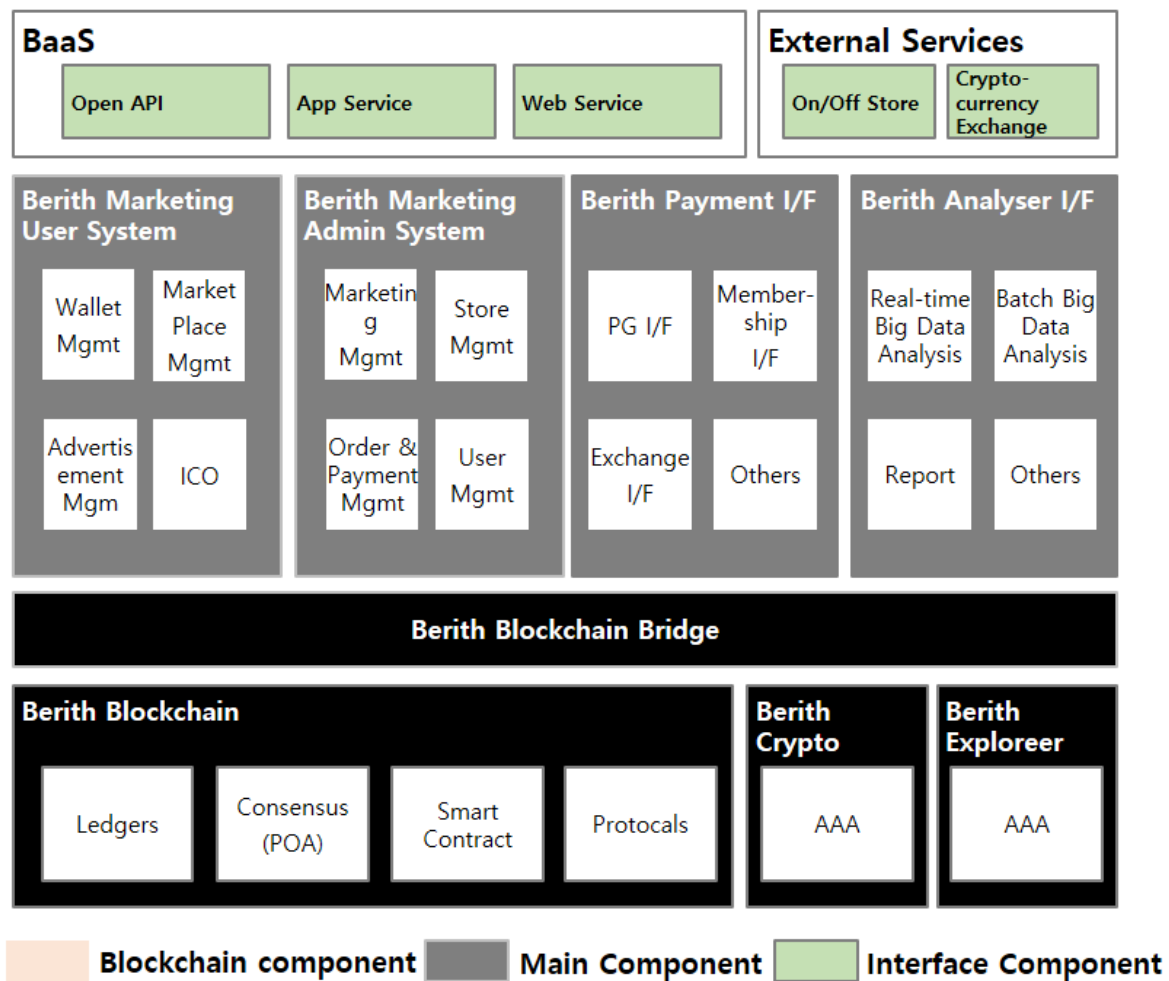 BaaS
Open API
App Service
Web Service
External Services
On/Off Store
Crypto-
currency
Exchange
Berith Marketing
User System
Wallet
Mgmt
Market
Place
Mgmt
Advertis
ement
Mgm
ICO
Berith Marketing
Admin System
Marketin
g
Mgmt
Store
Mgmt
Order &
Payment
Mgmt
User
Mgmt
Berith Payment I/F
PG I/F
Member-
ship
I/F
Exchange
I/F
Others
Berith Analyser I/F
Real-time
Big Data
Analysis
Batch Big
Data
Analysis
Report
Others
Berith Blockchain Bridge
Berith Blockchain
Ledgers
Consensus
(POA)
Smart
Contract
Protocals
Berith
Crypto
AAA
Berith
Exploreer
AAA
Blockchain component
Main Component
Interface Component